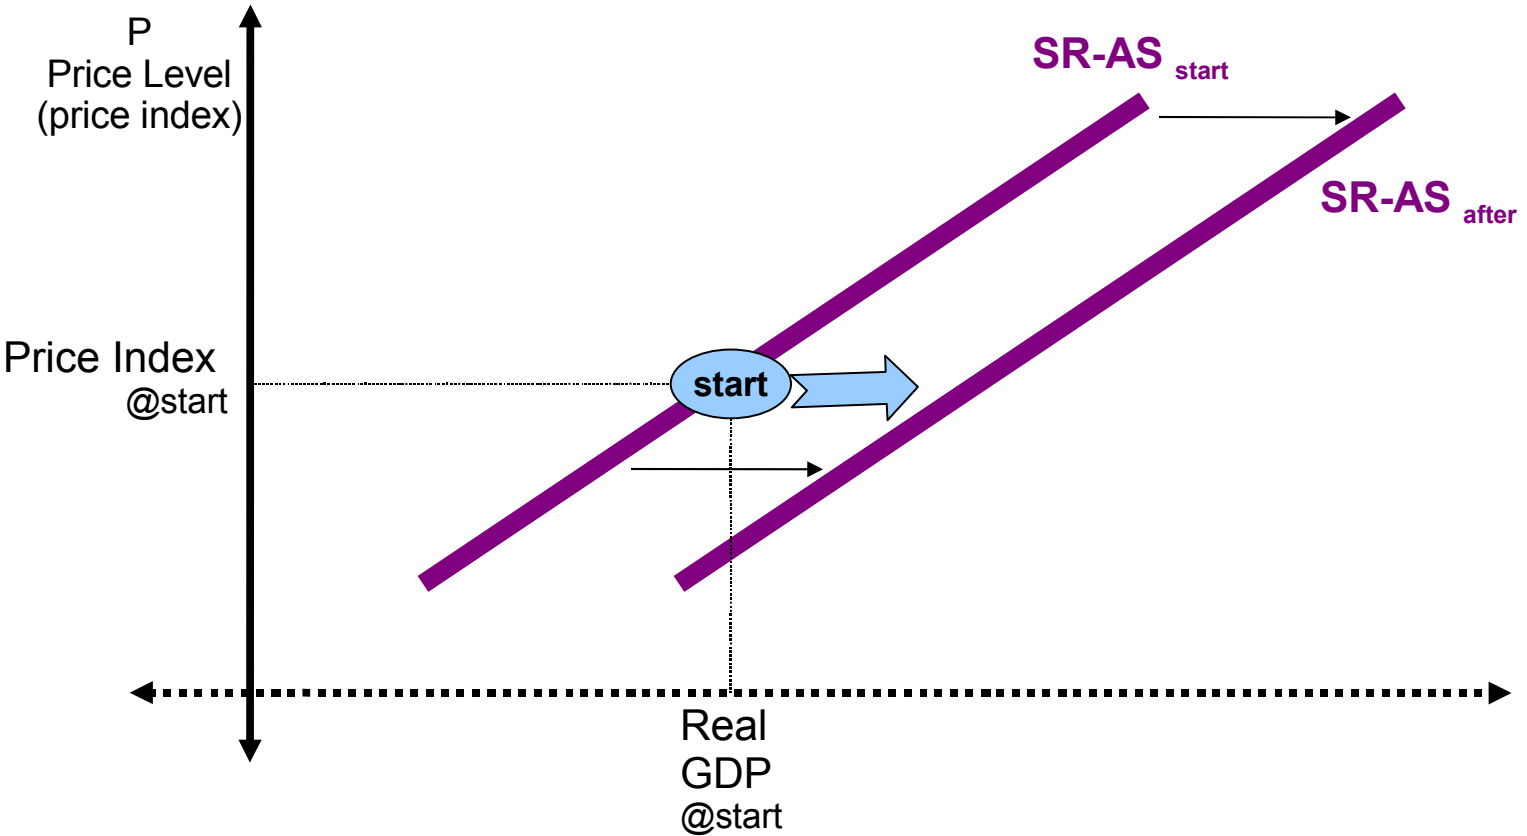 P
Price Level
(price index)
SR-AS start
SR-AS after
Price Index
@start
start
Real
GDP
@start